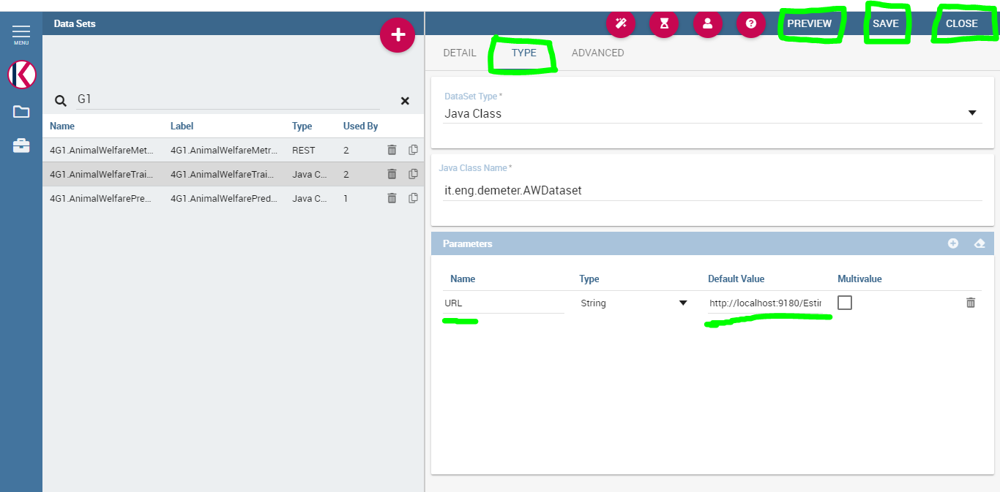 MENU
Data Sets
G1
Name Label Type Used By
4G1.AnimalWelfareMet... 4G1.AnimalWelfareMetr... REST 2
4G1.AnimalWelfareTrai... 4G1.AnimalWelfareTrai... Java C... 2
4G1.AnimalWelfarePre... 4G1.AnimalWelfarePred... Java C... 1
PREVIEW SAVE CLOSE
DETAIL TYPE ADVANCED
DataSet Type *
Java Class
Java Class Name *
it.eng.demeter.AWDataset
Parameters
Name Type Default Value Multivalue
URL String http://localhost:9180/Estir